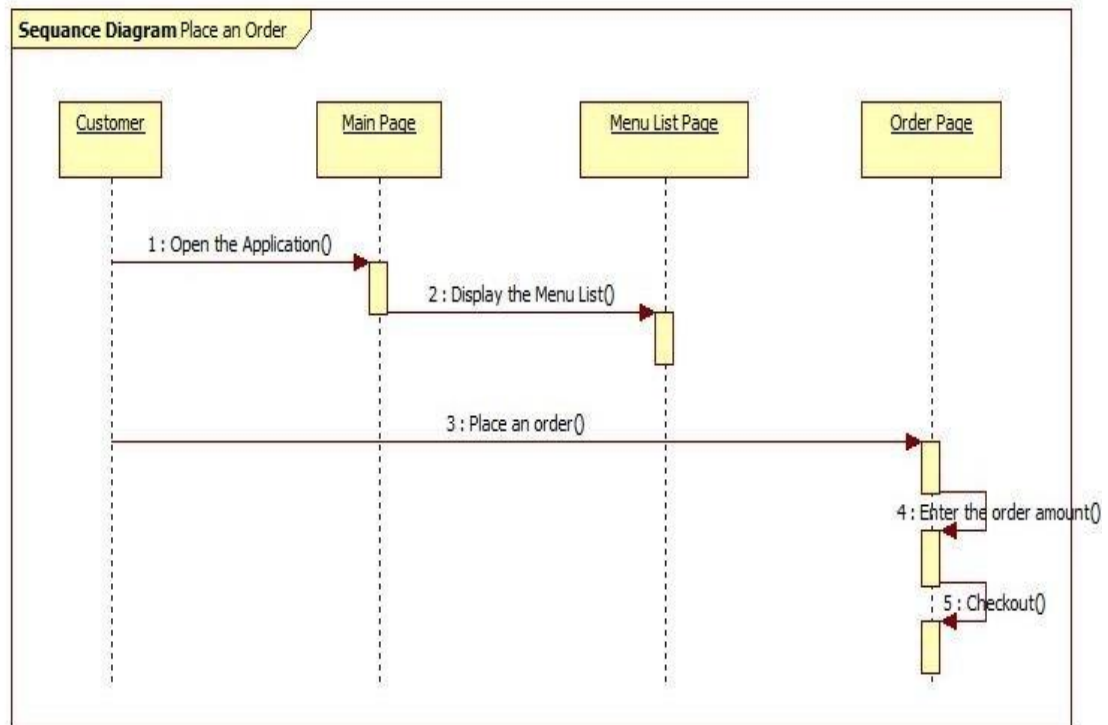 Sequance Diagram Place an Order
Customer
Main Page
Menu List Page
Order Page
1 : Open the Application()
2 : Display the Menu List()
3 : Place an order()
4 : Enter the order amount()
5 : Checkout()